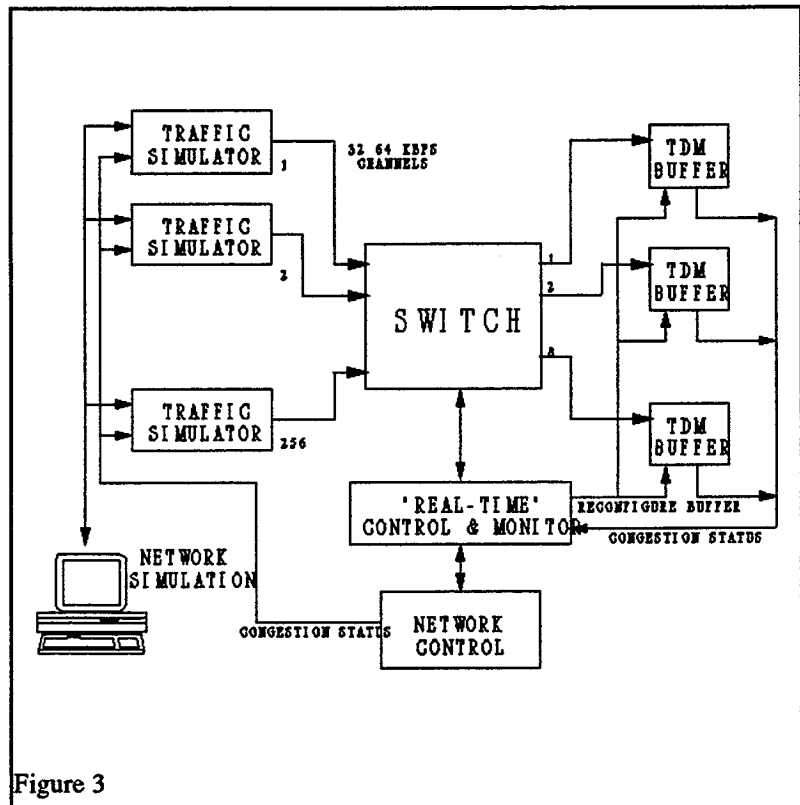 TRAFFIC
SIMULATOR
1
32 64 KBPS
CHANNELS
TDM
BUFFER
TRAFFIC
SIMULATOR
2
SWITCH
1
2
8
TDM
BUFFER
TRAFFIC
SIMULATOR
256
TDM
BUFFER
'REAL-TIME'
CONTROL & MONITOR
RECONFIGURE BUFFER
CONGESTION STATUS
NETWORK
SIMULATION
CONGESTION STATUS
NETWORK
CONTROL
Figure 3